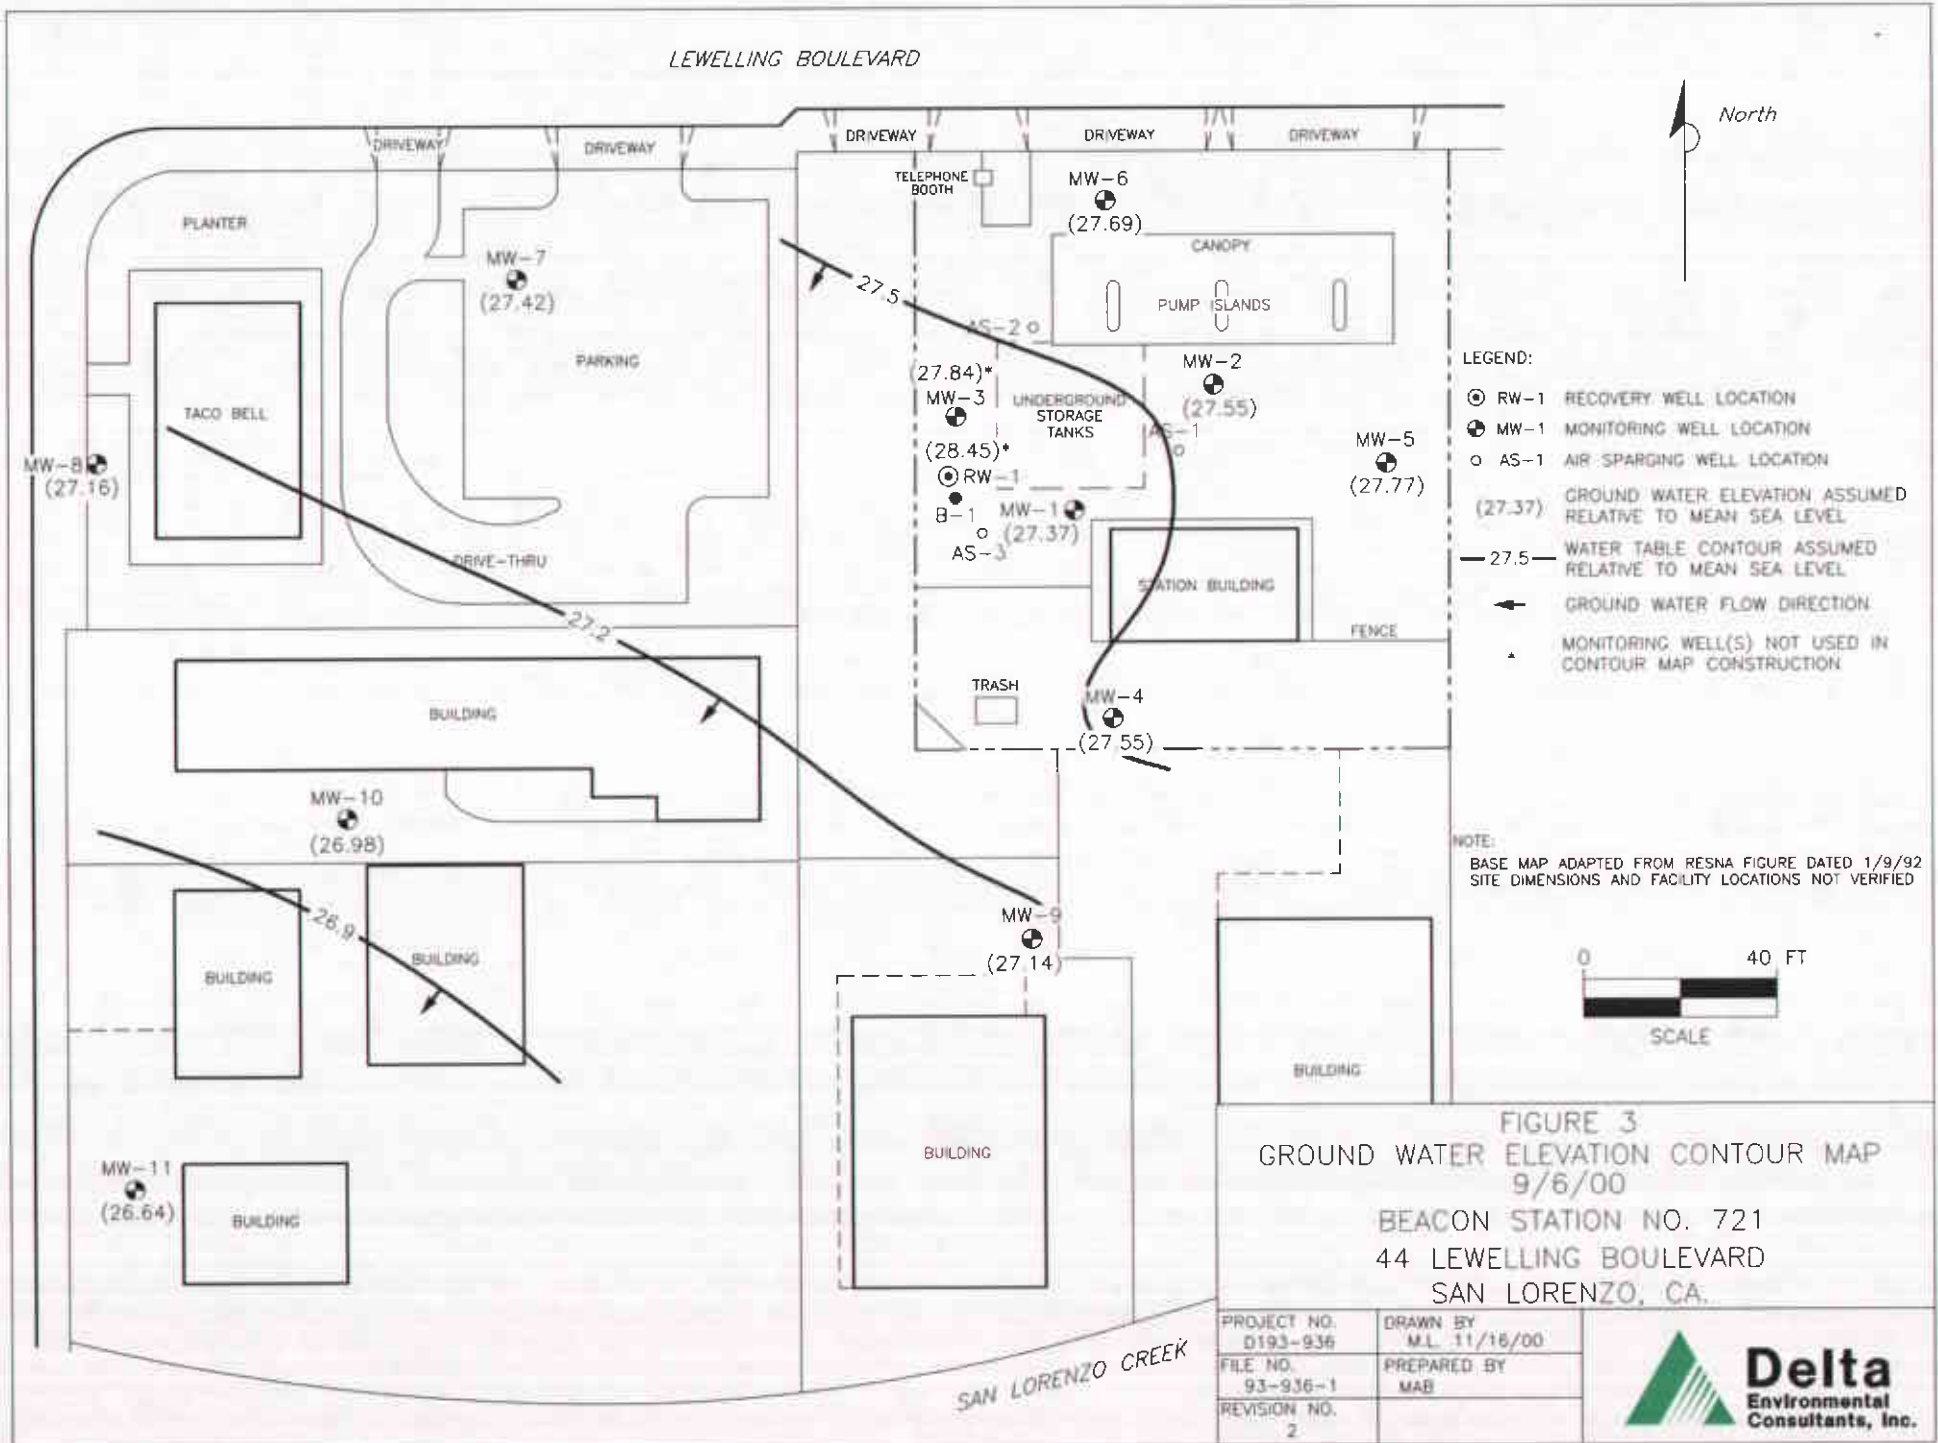 LEWELLING BOULEVARD
North
DRIVEWAY
DRIVEWAY
DRIVEWAY
DRIVEWAY
DRIVEWAY
TELEPHONE
BOOTH
MW-6
(27.69)
PLANTER
CANOPY
MW-7
(27.42)
27.5
PUMP ISLANDS
AS-2
PARKING
MW-2
(27.55)
(27.84)*
MW-3
UNDERGROUND
STORAGE
TANKS
TACO BELL
AS-1
MW-5
(27.77)
(28.45)*
RW-1
MW-8
(27.16)
B-1
MW-1
(27.37)
AS-3
DRIVE-THRU
STATION BUILDING
27.2
FENCE
LEGEND:
RW-1 RECOVERY WELL LOCATION
MW-1 MONITORING WELL LOCATION
AS-1 AIR SPARGING WELL LOCATION
(27.37) GROUND WATER ELEVATION ASSUMED
RELATIVE TO MEAN SEA LEVEL
27.5 WATER TABLE CONTOUR ASSUMED
RELATIVE TO MEAN SEA LEVEL
GROUND WATER FLOW DIRECTION
* MONITORING WELL(S) NOT USED IN
CONTOUR MAP CONSTRUCTION
TRASH
MW-4
(27.55)
BUILDING
MW-10
(26.98)
NOTE:
BASE MAP ADAPTED FROM RESNA FIGURE DATED 1/9/92
SITE DIMENSIONS AND FACILITY LOCATIONS NOT VERIFIED
26.9
MW-9
(27.14)
BUILDING
BUILDING
0 40 FT
SCALE
BUILDING
BUILDING
MW-11
(26.64)
BUILDING
SAN LORENZO CREEK
FIGURE 3
GROUND WATER ELEVATION CONTOUR MAP
9/6/00
BEACON STATION NO. 721
44 LEWELLING BOULEVARD
SAN LORENZO, CA.
PROJECT NO.
D193-936
DRAWN BY
M.L. 11/16/00
FILE NO.
93-936-1
PREPARED BY
MAB
REVISION NO.
2
Delta
Environmental
Consultants, Inc.